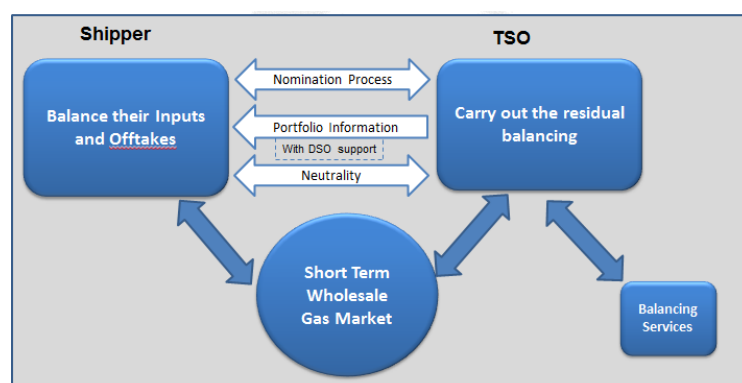 Shipper
TSO
Nomination Process
Balance their Inputs
and Offtakes
Carry out the residual
balancing
Portfolio Information
With DSO support
Neutrality
Short Term
Wholesale
Gas Market
Balancing
Services